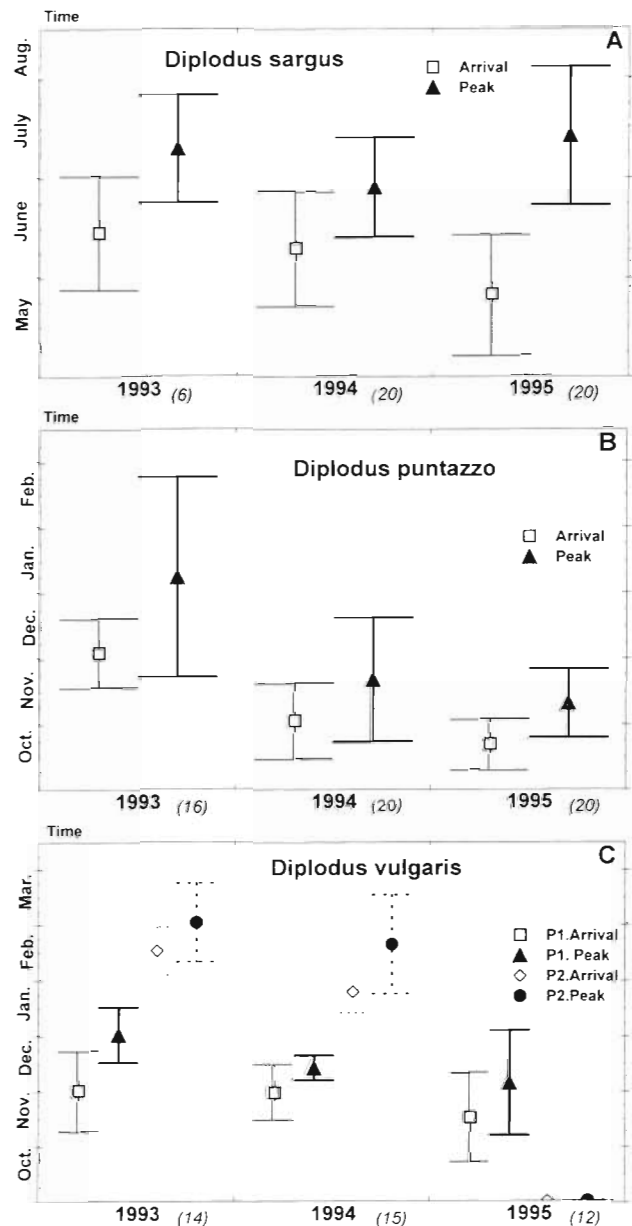 Time
A
Diplodus sargus
Arrival
Peak
Aug.
July
June
May
1993 (6)
1994 (20)
1995 (20)
Time
B
Diplodus puntazzo
Arrival
Peak
Feb.
Jan.
Dec.
Nov.
Oct.
1993 (16)
1994 (20)
1995 (20)
Time
C
Diplodus vulgaris
P1.Arrival
P1. Peak
P2.Arrival
P2.Peak
Mar.
Feb.
Jan.
Dec.
Nov.
Oct.
1993 (14)
1994 (15)
1995 (12)